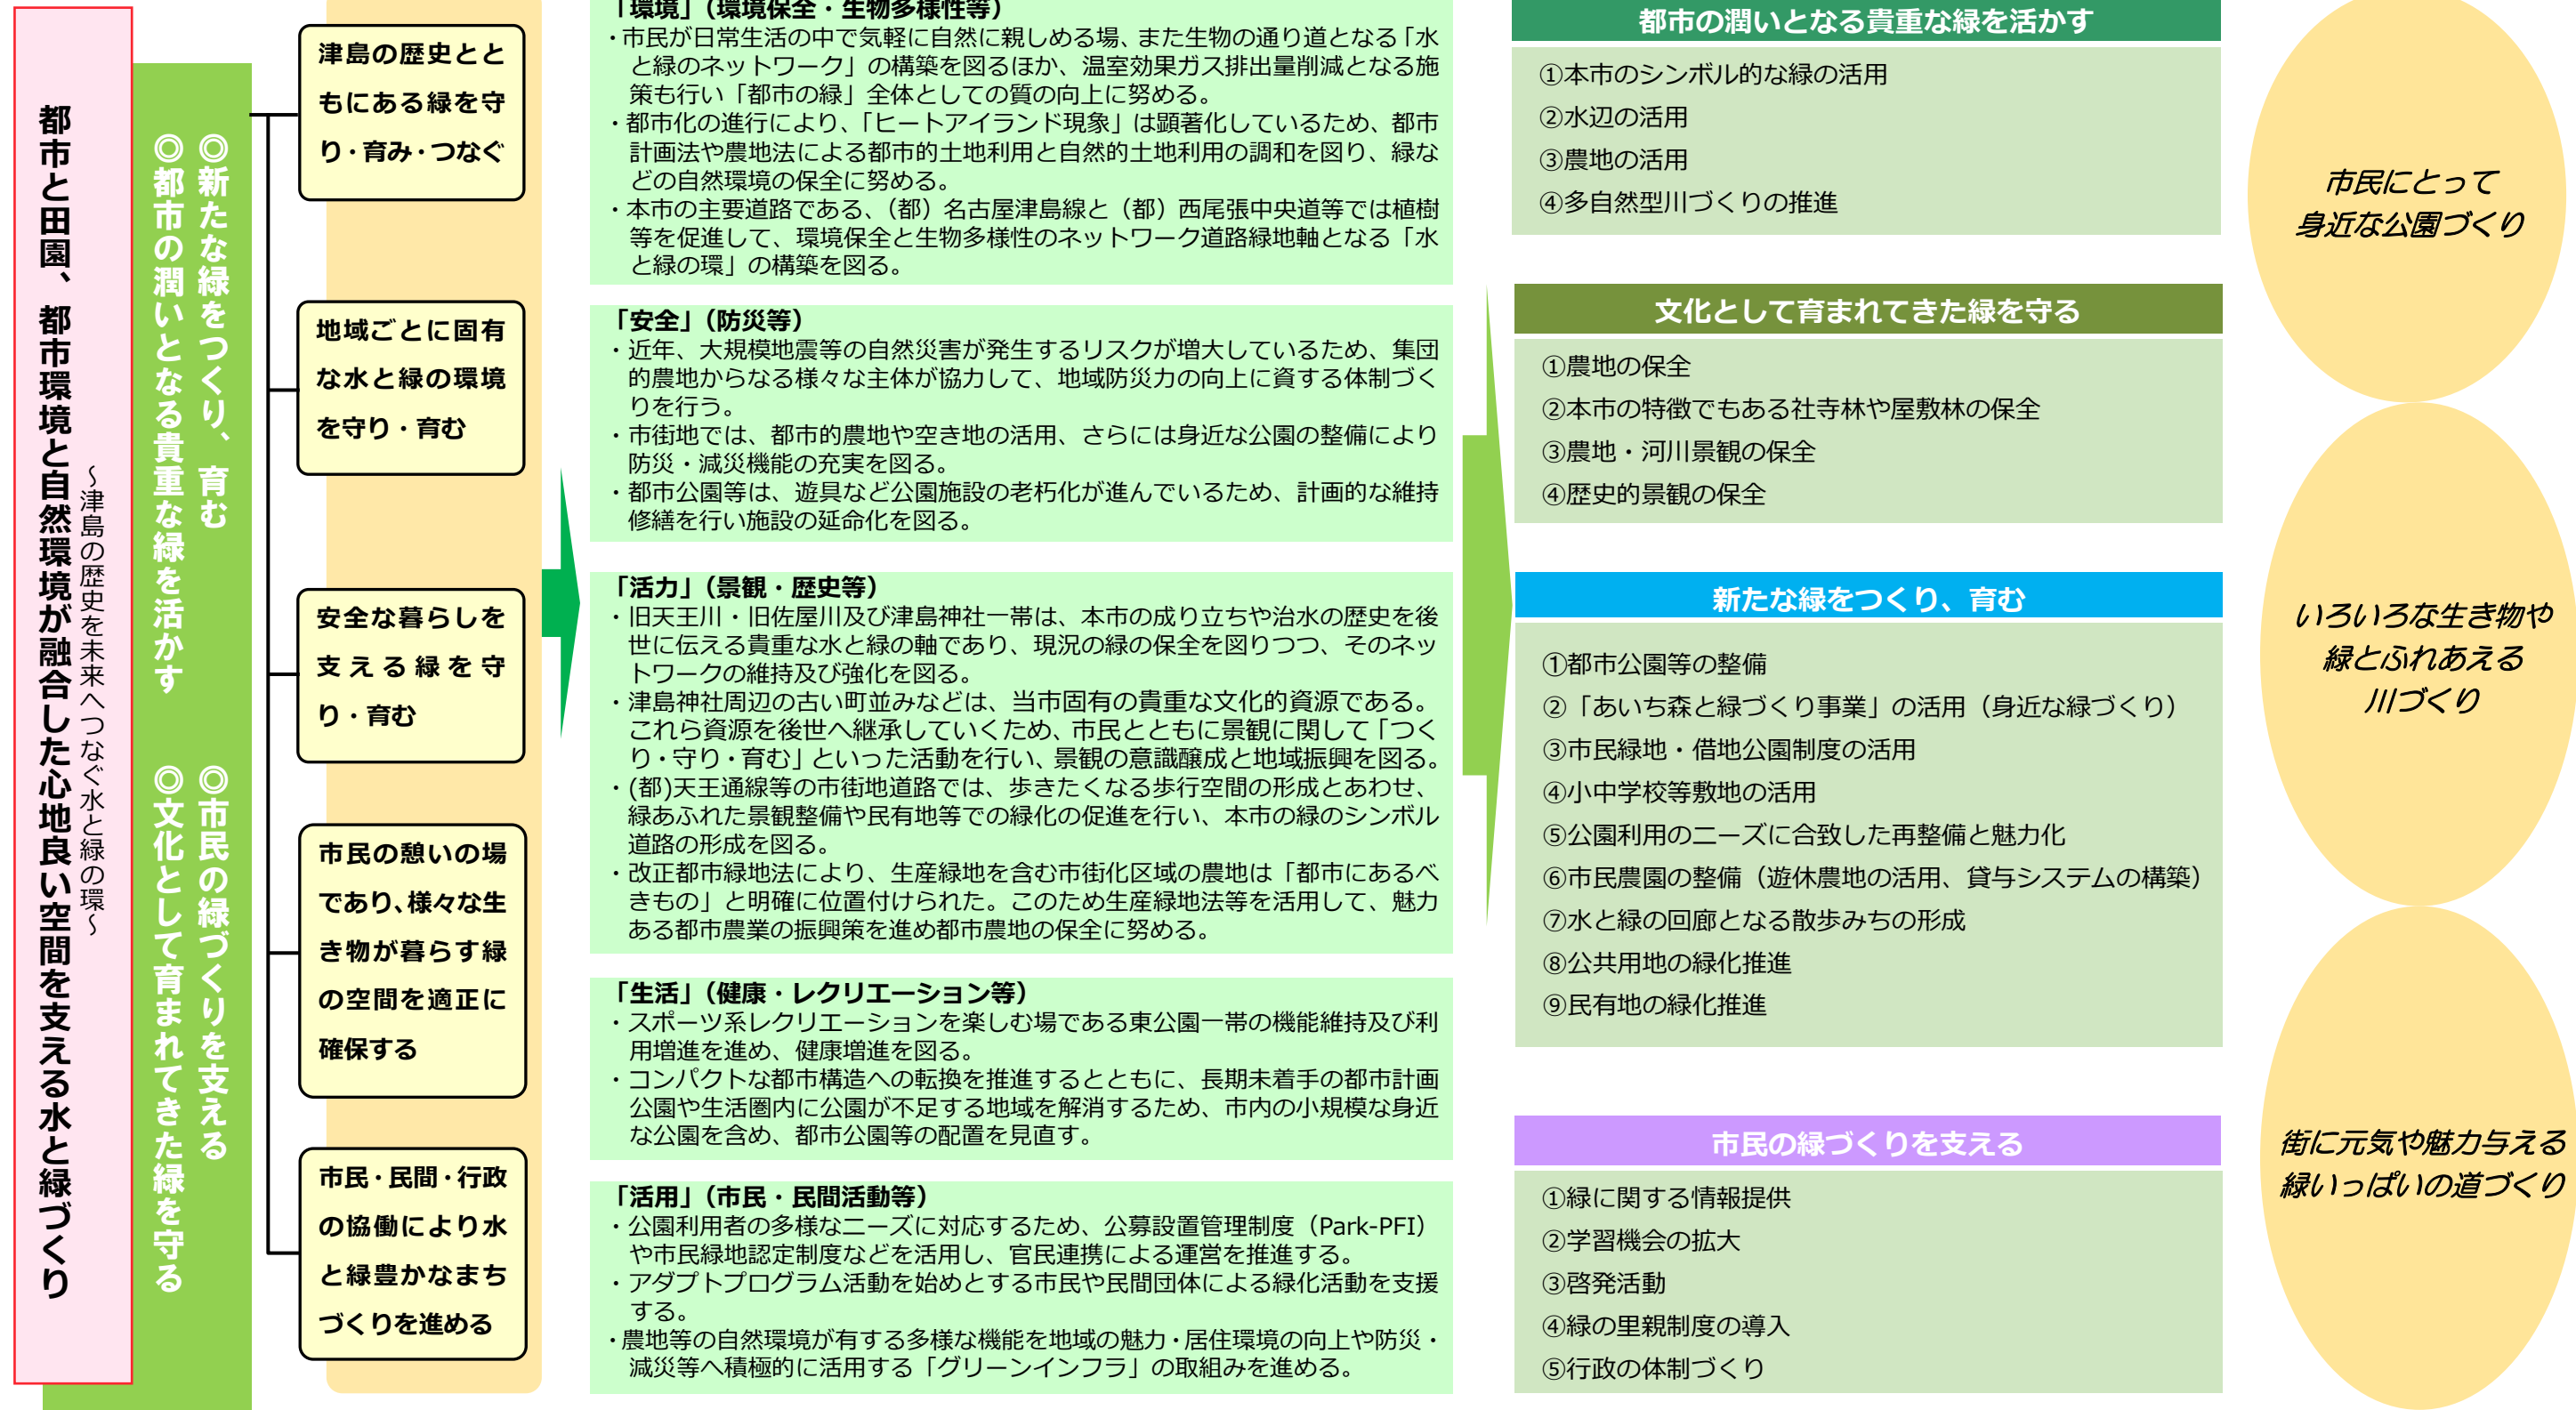 都市と田園、都市環境と自然環境が融合した心地良い空間を支える水と緑づくり
～津島の歴史を未来へつなぐ水と緑の環～
◎新たな緑をつくり、育む
◎市民の緑づくりを支える
◎都市の潤いとなる貴重な緑を活かす
◎文化として育まれてきた緑を守る
津島の歴史とと
もにある緑を守
り・育み・つなぐ
地域ごとに固有
な水と緑の環境
を守り・育む
安全な暮らしを
支える緑を守
り・育む
市民の憩いの場
であり、様々な生
き物が暮らす緑
の空間を適正に
確保する
市民・民間・行政
の協働により水
と緑豊かなまち
づくりを進める
「環境」（環境保全・生物多様性等）
・市民が日常生活の中で気軽に自然に親しめる場、また生物の通り道となる「水
と緑のネットワーク」の構築を図るほか、温室効果ガス排出量削減となる施
策も行い「都市の緑」全体としての質の向上に努める。
・都市化の進行により、「ヒートアイランド現象」は顕著化しているため、都市
計画法や農地法による都市的土地利用と自然的土地利用の調和を図り、緑な
どの自然環境の保全に努める。
・本市の主要道路である、（都）名古屋津島線と（都）西尾張中央道等では植樹
等を促進して、環境保全と生物多様性のネットワーク道路緑地軸となる「水
と緑の環」の構築を図る。
「安全」（防災等）
・近年、大規模地震等の自然災害が発生するリスクが増大しているため、集団
的農地からなる様々な主体が協力して、地域防災力の向上に資する体制づく
りを行う。
・市街地では、都市的農地や空き地の活用、さらには身近な公園の整備により
防災・減災機能の充実を図る。
・都市公園等は、遊具など公園施設の老朽化が進んでいるため、計画的な維持
修繕を行い施設の延命化を図る。
「活力」（景観・歴史等）
・旧天王川・旧佐屋川及び津島神社一帯は、本市の成り立ちや治水の歴史を後
世に伝える貴重な水と緑の軸であり、現況の緑の保全を図りつつ、そのネッ
トワークの維持及び強化を図る。
・津島神社周辺の古い町並みなどは、当市固有の貴重な文化的資源である。
これら資源を後世へ継承していくため、市民とともに景観に関して「つく
り・守り・育む」といった活動を行い、景観の意識醸成と地域振興を図る。
・(都)天王通線等の市街地道路では、歩きたくなる歩行空間の形成とあわせ、
緑あふれた景観整備や民有地等での緑化の促進を行い、本市の緑のシンボル
道路の形成を図る。
・改正都市緑地法により、生産緑地を含む市街化区域の農地は「都市にあるべ
きもの」と明確に位置付けられた。このため生産緑地法等を活用して、魅力
ある都市農業の振興策を進め都市農地の保全に努める。
「生活」（健康・レクリエーション等）
・スポーツ系レクリエーションを楽しむ場である東公園一帯の機能維持及び利
用増進を進め、健康増進を図る。
・コンパクトな都市構造への転換を推進するとともに、長期未着手の都市計画
公園や生活圏内に公園が不足する地域を解消するため、市内の小規模な身近
な公園を含め、都市公園等の配置を見直す。
「活用」（市民・民間活動等）
・公園利用者の多様なニーズに対応するため、公募設置管理制度（Park-PFI）
や市民緑地認定制度などを活用し、官民連携による運営を推進する。
・アダプトプログラム活動を始めとする市民や民間団体による緑化活動を支援
する。
・農地等の自然環境が有する多様な機能を地域の魅力・居住環境の向上や防災・
減災等へ積極的に活用する「グリーンインフラ」の取組みを進める。
都市の潤いとなる貴重な緑を活かす
①本市のシンボル的な緑の活用
②水辺の活用
③農地の活用
④多自然型川づくりの推進
文化として育まれてきた緑を守る
①農地の保全
②本市の特徴でもある社寺林や屋敷林の保全
③農地・河川景観の保全
④歴史的景観の保全
新たな緑をつくり、育む
①都市公園等の整備
②「あいち森と緑づくり事業」の活用（身近な緑づくり）
③市民緑地・借地公園制度の活用
④小中学校等敷地の活用
⑤公園利用のニーズに合致した再整備と魅力化
⑥市民農園の整備（遊休農地の活用、貸与システムの構築）
⑦水と緑の回廊となる散歩みちの形成
⑧公共用地の緑化推進
⑨民有地の緑化推進
市民の緑づくりを支える
①緑に関する情報提供
②学習機会の拡大
③啓発活動
④緑の里親制度の導入
⑤行政の体制づくり
市民にとって
身近な公園づくり
いろいろな生き物や
緑とふれあえる
川づくり
街に元気や魅力与える
緑いっぱいの道づくり